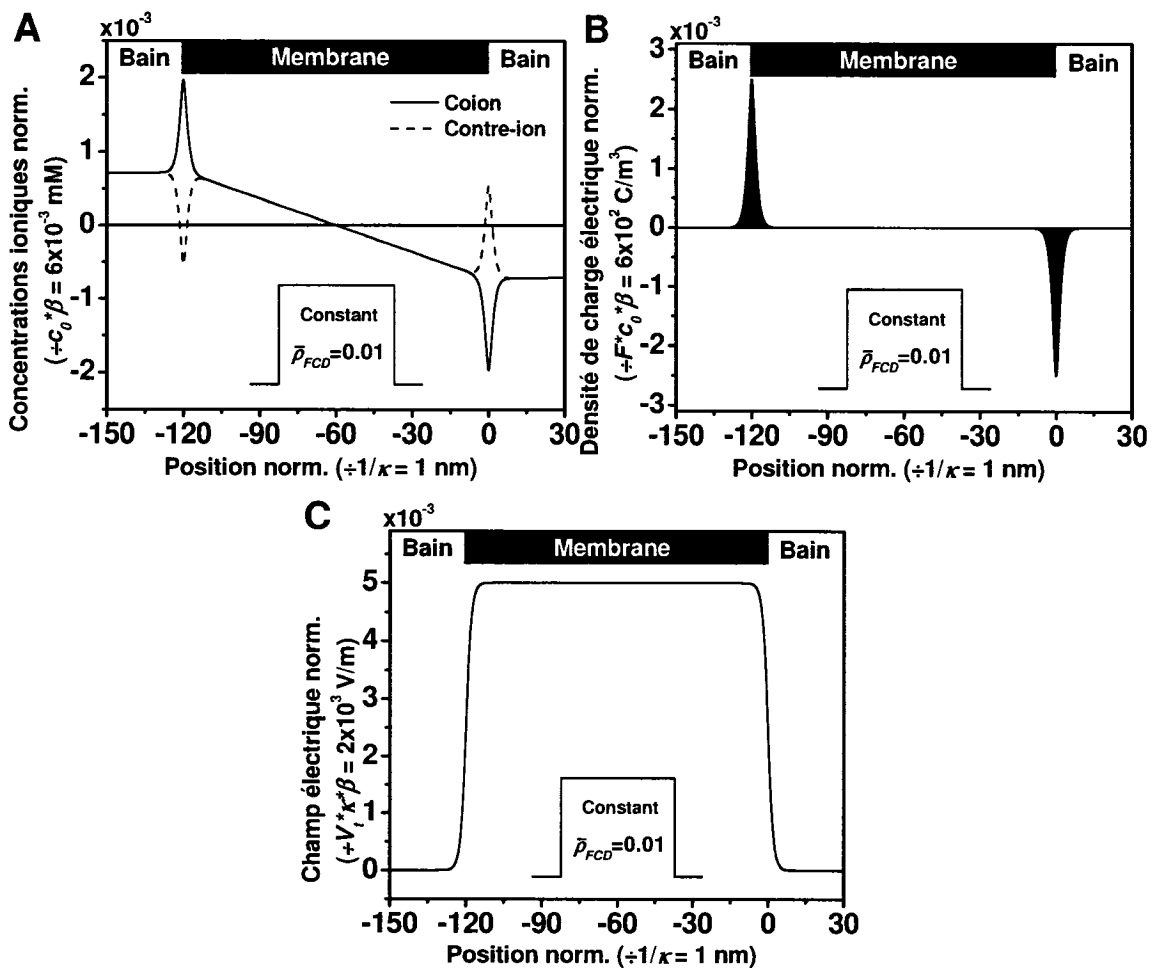 A
x10⁻³
Bain Membrane Bain
Coion
Contre-ion
2
1
0
-1
-2
Concentrations ioniques norm.
(÷c₀*β = 6x10⁻³ mM)
Constant
ρ̄FCD=0.01
-150 -120 -90 -60 -30 0 30
Position norm. (÷1/κ = 1 nm)
B
x10⁻³
Bain Membrane Bain
3
2
1
0
-1
-2
-3
Densité de charge électrique norm.
(÷F*c₀*β = 6x10² C/m³)
Constant
ρ̄FCD=0.01
-150 -120 -90 -60 -30 0 30
Position norm. (÷1/κ = 1 nm)
C
x10⁻³
Bain Membrane Bain
5
4
3
2
1
0
Champ électrique norm.
(÷Vₜ*κ*β = 2x10³ V/m)
Constant
ρ̄FCD=0.01
-150 -120 -90 -60 -30 0 30
Position norm. (÷1/κ = 1 nm)